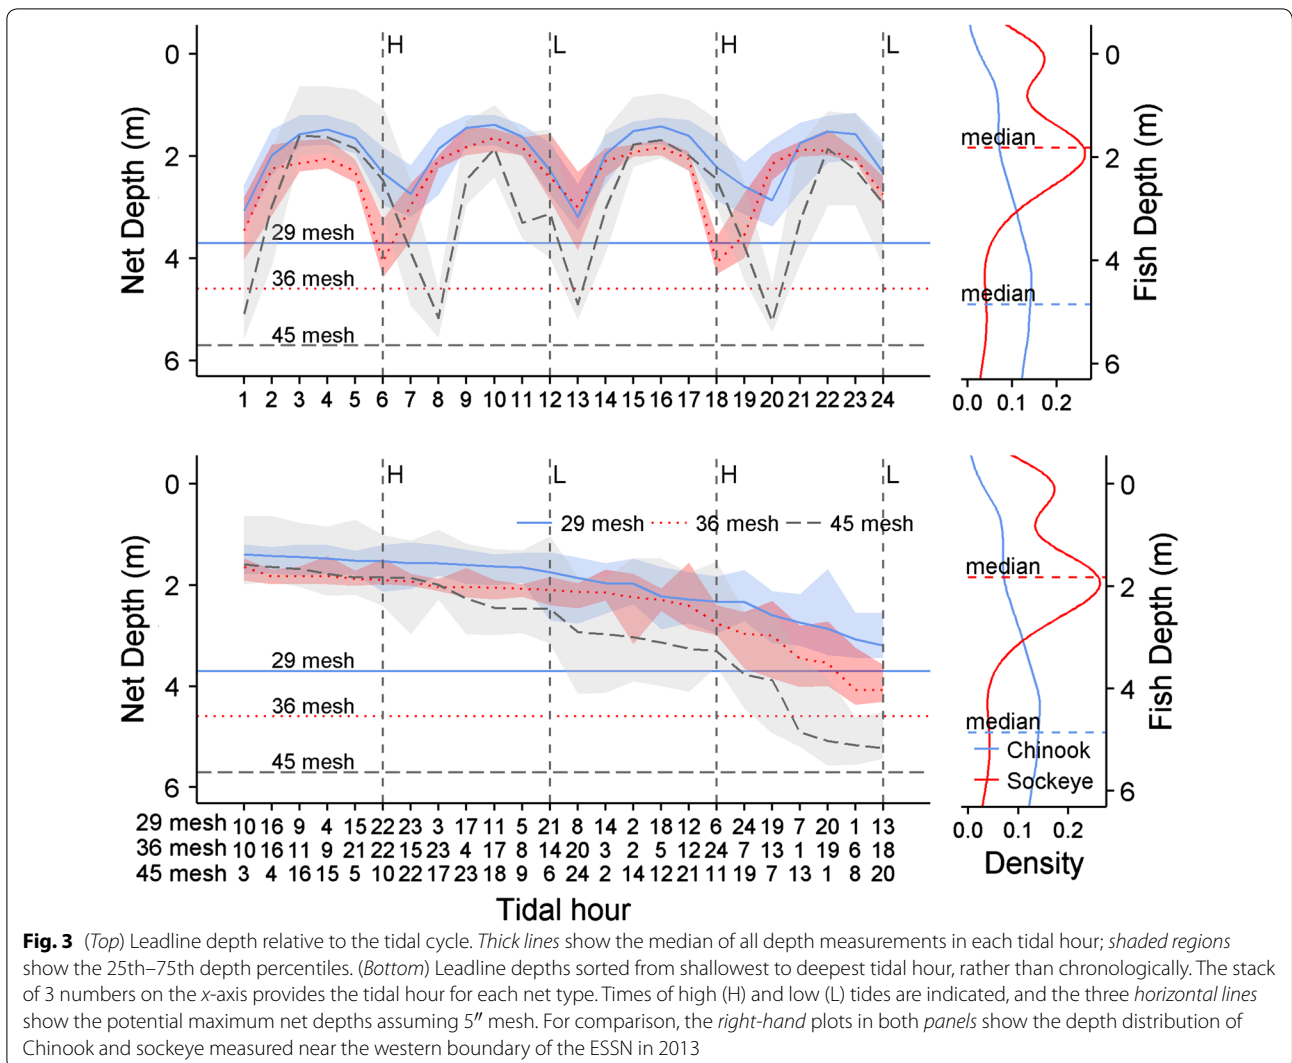 H L H L
0 2 4 6
Net Depth (m)
29 mesh
36 mesh
45 mesh
1 2 3 4 5 6 7 8 9 10 11 12 13 14 15 16 17 18 19 20 21 22 23 24
median
median
0 2 4 6
Fish Depth (m)
0.0 0.1 0.2
H L H L
0 2 4 6
Net Depth (m)
29 mesh 36 mesh 45 mesh
29 mesh
36 mesh
45 mesh
29 mesh 10 16 9 4 15 22 23 3 17 11 5 21 8 14 2 18 12 6 24 19 7 20 1 13
36 mesh 10 16 11 9 21 22 15 23 4 17 8 14 20 3 2 5 12 24 7 13 1 19 6 18
45 mesh 3 4 16 15 5 10 22 17 23 18 9 6 24 2 14 12 21 11 19 7 13 1 8 20
Tidal hour
median
median
Chinook
Sockeye
0 2 4 6
Fish Depth (m)
0.0 0.1 0.2
Density
Fig. 3 (Top) Leadline depth relative to the tidal cycle. Thick lines show the median of all depth measurements in each tidal hour; shaded regions
show the 25th–75th depth percentiles. (Bottom) Leadline depths sorted from shallowest to deepest tidal hour, rather than chronologically. The stack
of 3 numbers on the x-axis provides the tidal hour for each net type. Times of high (H) and low (L) tides are indicated, and the three horizontal lines
show the potential maximum net depths assuming 5″ mesh. For comparison, the right-hand plots in both panels show the depth distribution of
Chinook and sockeye measured near the western boundary of the ESSN in 2013